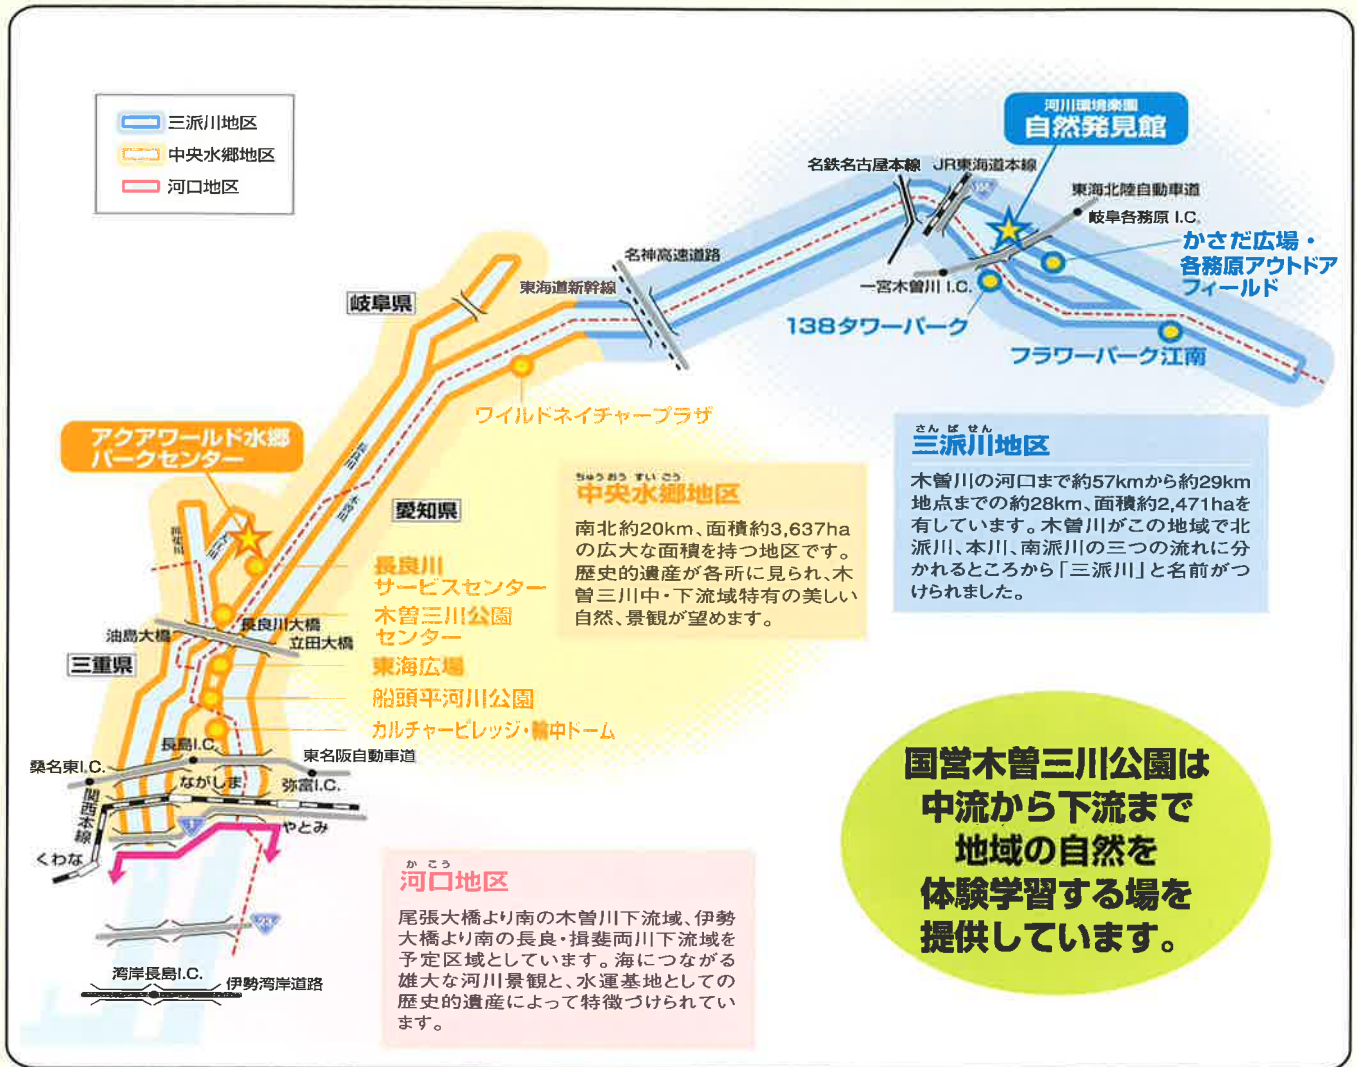 三派川地区
中央水郷地区
河口地区
河川環境楽園
自然発見館
名鉄名古屋本線
JR東海道本線
東海北陸自動車道
岐阜各務原 I.C.
かさだ広場・
各務原アウトドア
フィールド
名神高速道路
東海道新幹線
一宮木曽川 I.C.
138タワーパーク
フラワーパーク江南
岐阜県
ワイルドネイチャープラザ
アクアワールド水郷
パークセンター
長良川
木曽川
愛知県
揖斐川
長良川
サービスセンター
木曽三川公園
センター
東海広場
船頭平河川公園
カルチャービレッジ・輪中ドーム
油島大橋
長良川大橋
立田大橋
三重県
長島I.C.
東名阪自動車道
桑名東I.C.
ながしま
弥富I.C.
関西本線
1
やとみ
くわな
23
湾岸長島I.C.
伊勢湾岸道路
さんぱせん
三派川地区
木曽川の河口まで約57kmから約29km
地点までの約28km、面積約2,471haを
有しています。木曽川がこの地域で北
派川、本川、南派川の三つの流れに分
かれるところから「三派川」と名前がつ
けられました。
ちゅうおう すい ごう
中央水郷地区
南北約20km、面積約3,637ha
の広大な面積を持つ地区です。
歴史的遺産が各所に見られ、木
曽三川中・下流域特有の美しい
自然、景観が望めます。
か こう
河口地区
尾張大橋より南の木曽川下流域、伊勢
大橋より南の長良・揖斐両川下流域を
予定区域としています。海につながる
雄大な河川景観と、水運基地としての
歴史的遺産によって特徴づけられてい
ます。
国営木曽三川公園は
中流から下流まで
地域の自然を
体験学習する場を
提供しています。